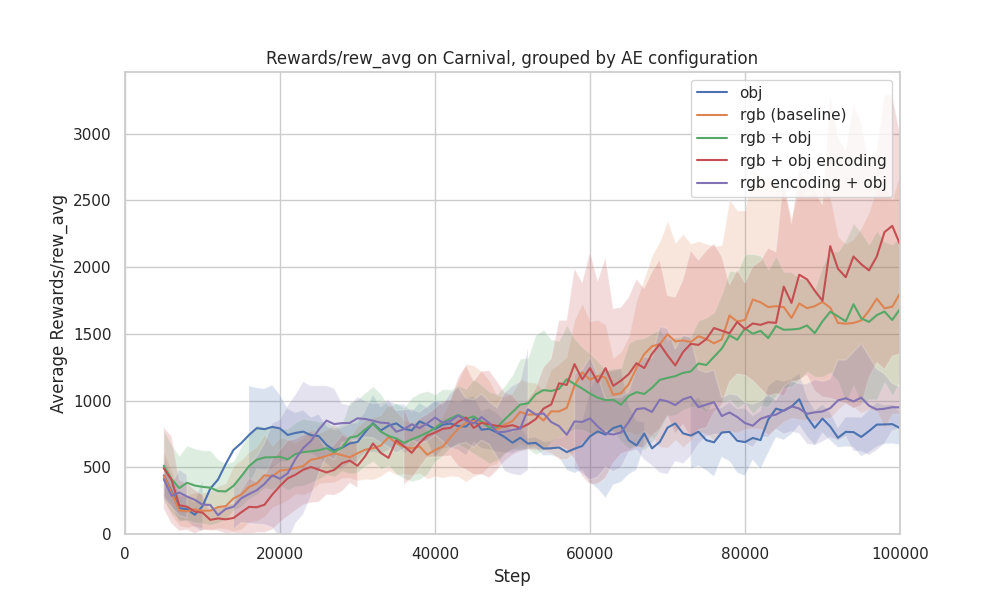 Rewards/rew_avg on Carnival, grouped by AE configuration
obj
rgb (baseline)
rgb + obj
rgb + obj encoding
rgb encoding + obj
Average Rewards/rew_avg
3000
2500
2000
1500
1000
500
0
0 20000 40000 60000 80000 100000
Step